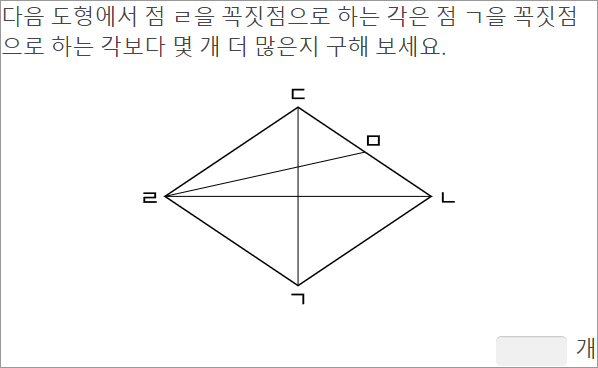 다음 도형에서 점 ㄹ을 꼭짓점으로 하는 각은 점 ㄱ을 꼭짓점
으로 하는 각보다 몇 개 더 많은지 구해 보세요.
ㄷ
ㅁ
ㄹ
ㄴ
ㄱ
개